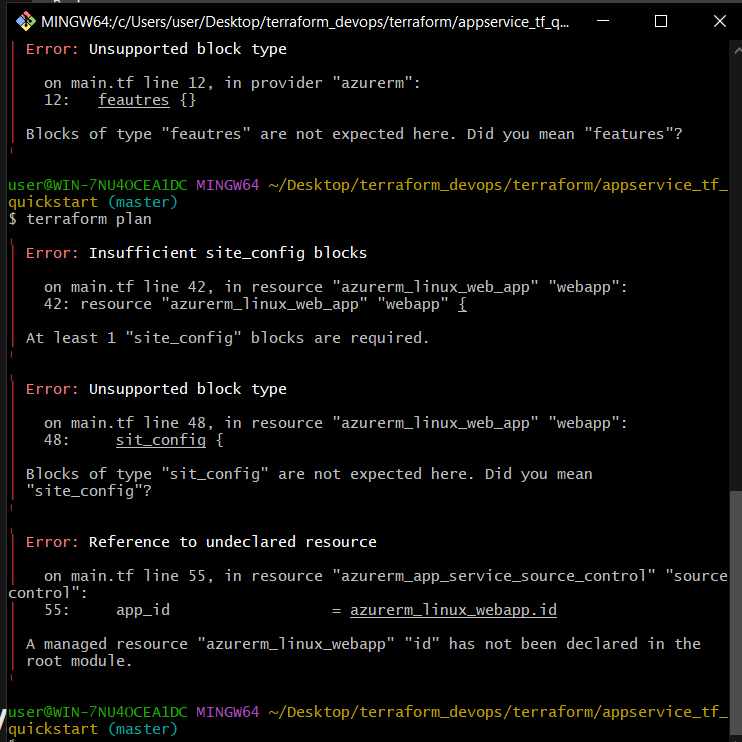 MINGW64:/c/Users/user/Desktop/terraform_devops/terraform/appservice_tf_q...
Error: Unsupported block type
on main.tf line 12, in provider "azurerm":
12:   feautres {}
Blocks of type "feautres" are not expected here. Did you mean "features"?
user@WIN-7NU4OCEA1DC MINGW64 ~/Desktop/terraform_devops/terraform/appservice_tf_
quickstart (master)
$ terraform plan
Error: Insufficient site_config blocks
on main.tf line 42, in resource "azurerm_linux_web_app" "webapp":
42: resource "azurerm_linux_web_app" "webapp" {
At least 1 "site_config" blocks are required.
Error: Unsupported block type
on main.tf line 48, in resource "azurerm_linux_web_app" "webapp":
48:     sit_config {
Blocks of type "sit_config" are not expected here. Did you mean
"site_config"?
Error: Reference to undeclared resource
on main.tf line 55, in resource "azurerm_app_service_source_control" "source
control":
55:     app_id                  = azurerm_linux_webapp.id
A managed resource "azurerm_linux_webapp" "id" has not been declared in the
root module.
user@WIN-7NU4OCEA1DC MINGW64 ~/Desktop/terraform_devops/terraform/appservice_tf_
quickstart (master)